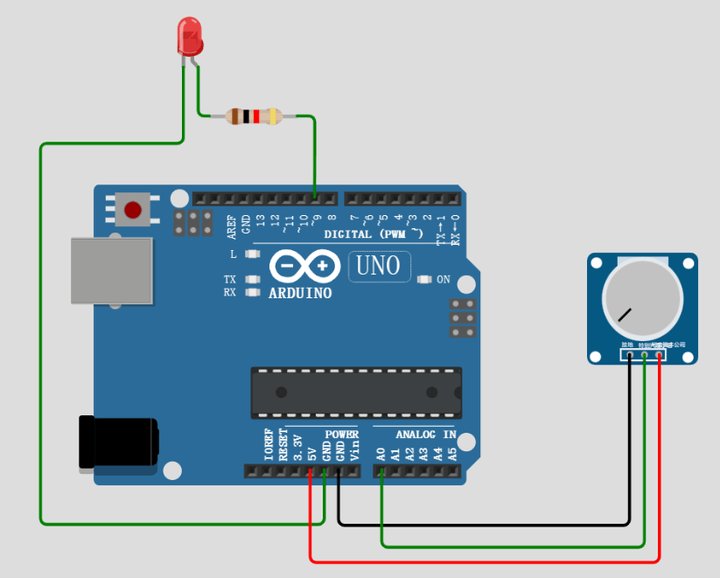 AREF
GND
13
12
~11
~10
~9
8
7
~6
~5
4
~3
2
TX→1
RX←0
DIGITAL (PWM ~)
L
TX
RX
UNO
ON
ARDUINO
POWER
ANALOG IN
IOREF
RESET
3.3V
5V
GND
GND
Vin
A0
A1
A2
A3
A4
A5